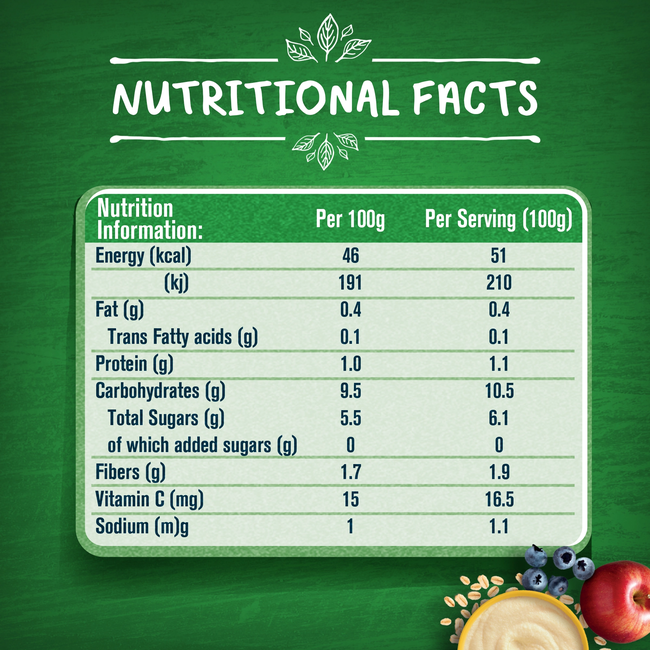 NUTRITIONAL FACTS
Nutrition Information: Per 100g Per Serving (100g)
Energy (kcal) 46 51
(kj) 191 210
Fat (g) 0.4 0.4
Trans Fatty acids (g) 0.1 0.1
Protein (g) 1.0 1.1
Carbohydrates (g) 9.5 10.5
Total Sugars (g) 5.5 6.1
of which added sugars (g) 0 0
Fibers (g) 1.7 1.9
Vitamin C (mg) 15 16.5
Sodium (m)g 1 1.1